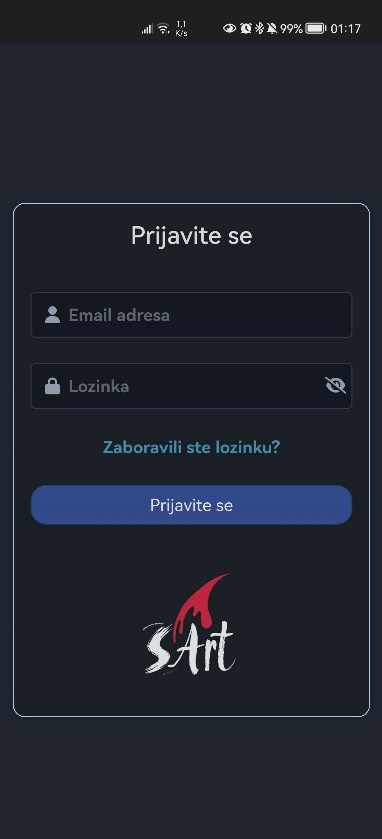 1,1
K/s
99%
01:17
Prijavite se
Email adresa
Lozinka
Zaboravili ste lozinku?
Prijavite se
SArt